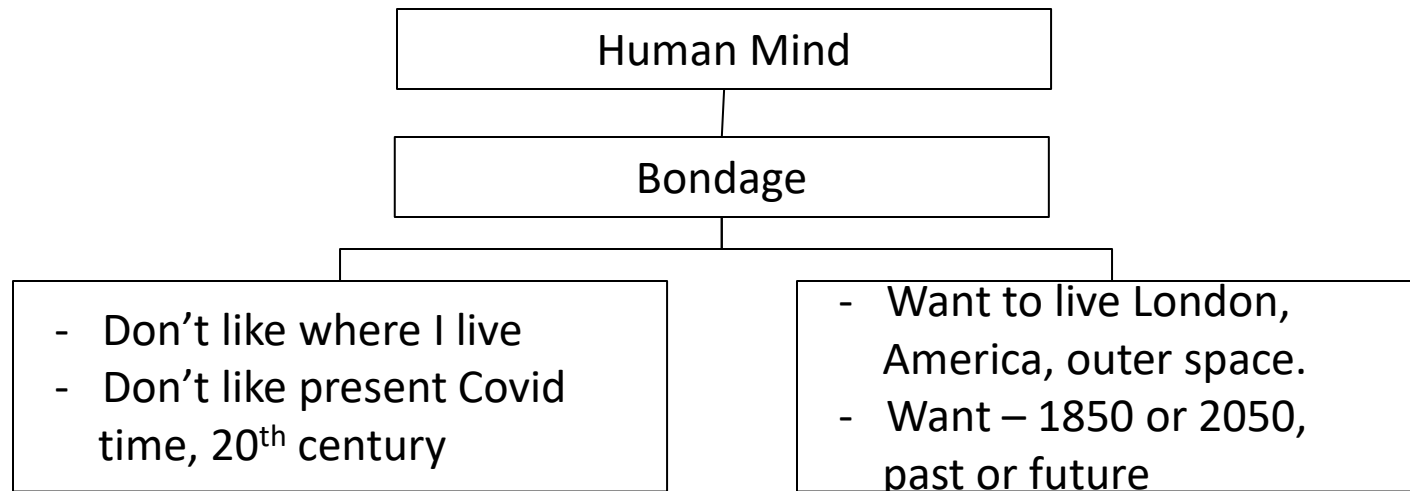 Human Mind
Bondage
- Don’t like where I live
- Don’t like present Covid
time, 20th century
- Want to live London,
America, outer space.
- Want – 1850 or 2050,
past or future